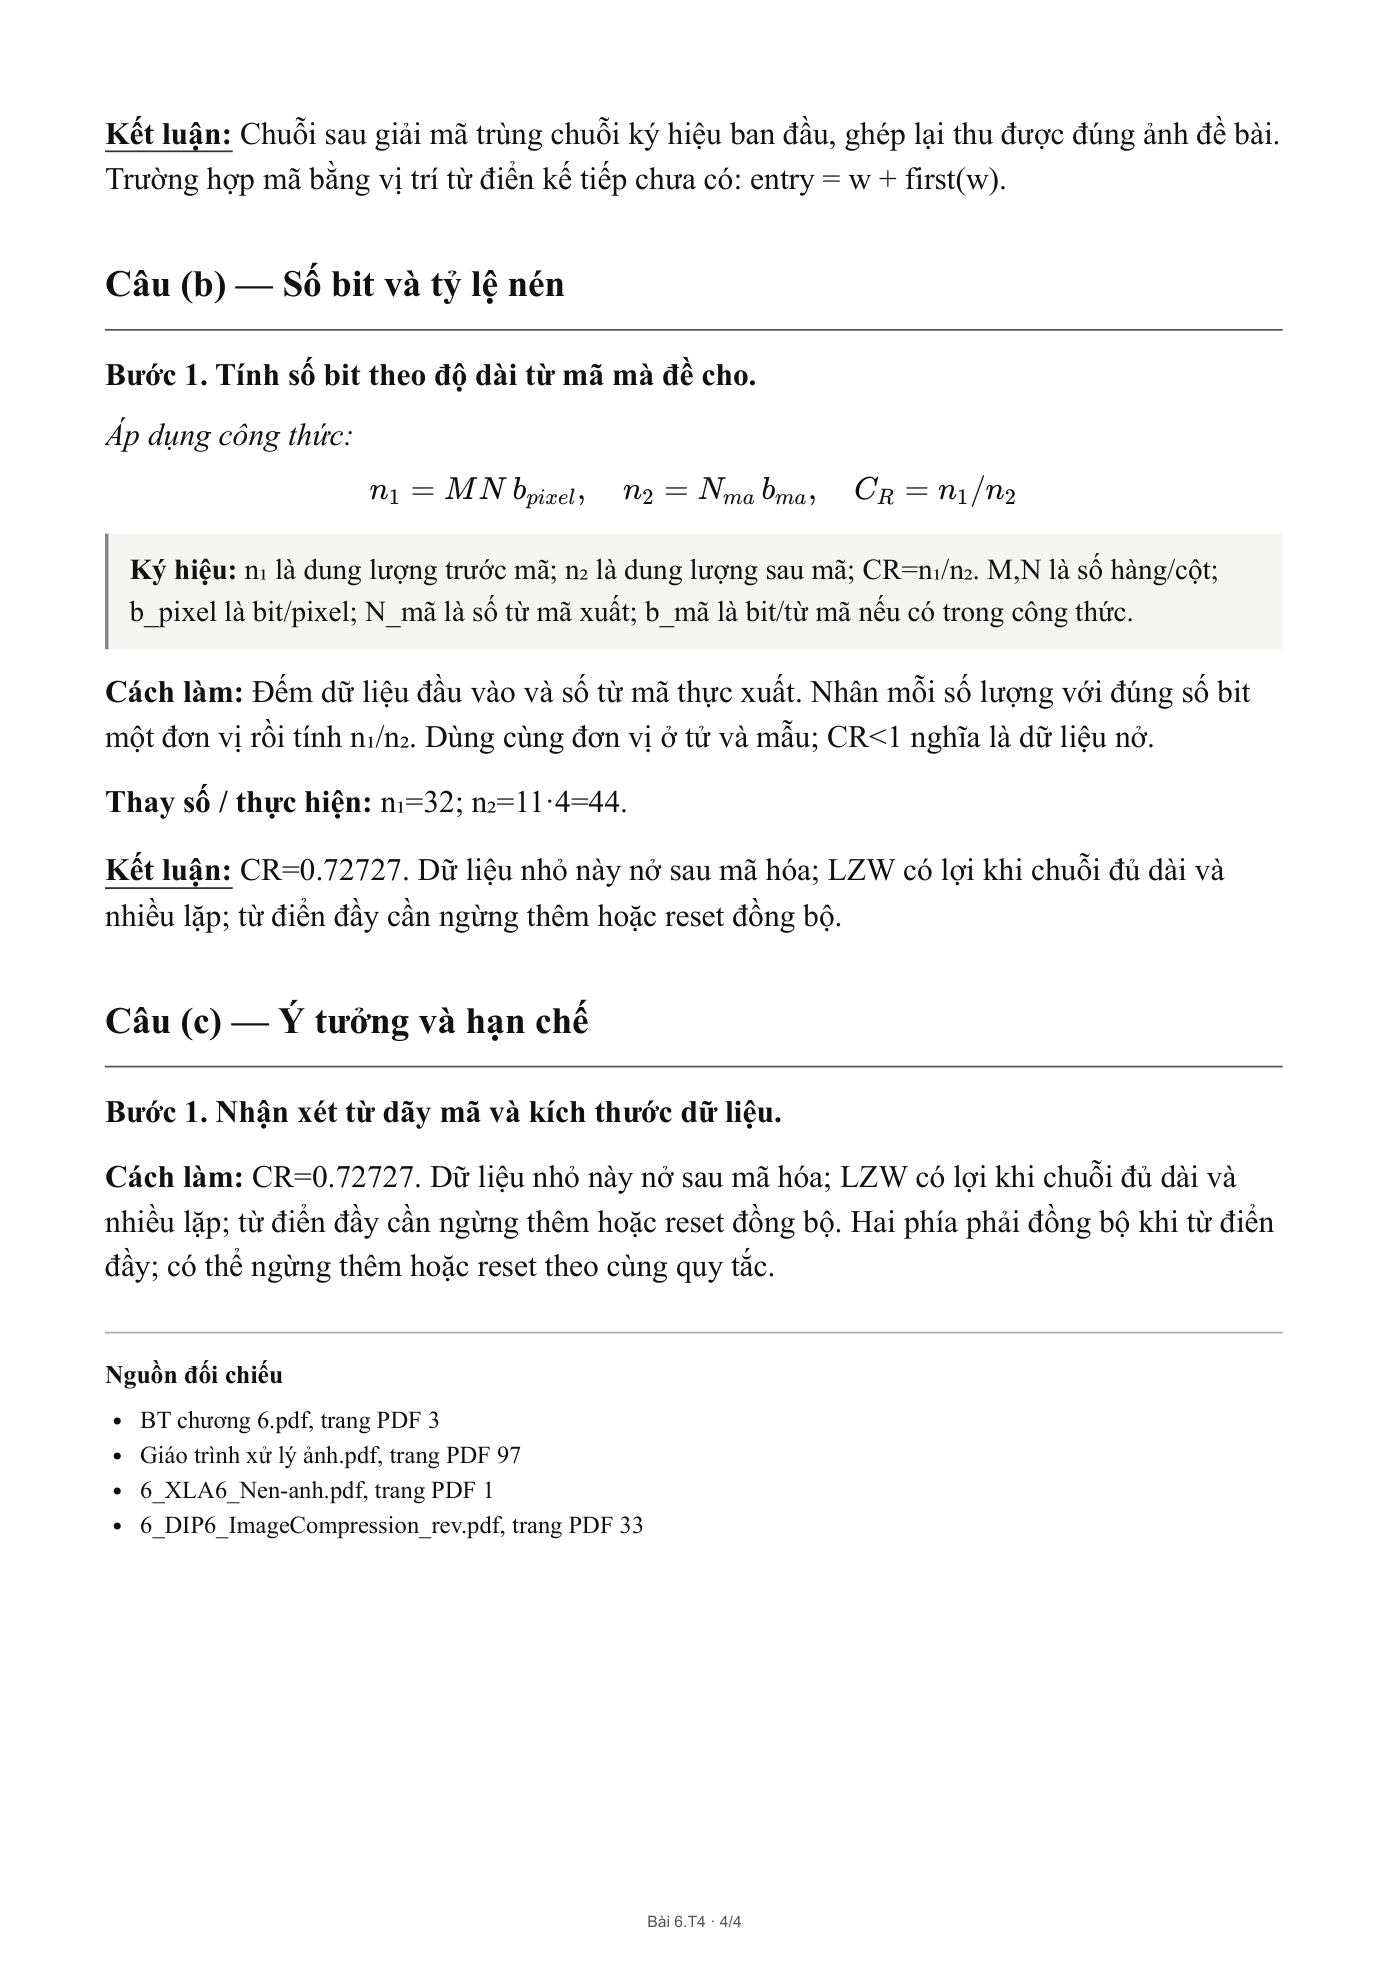 Kết luận: Chuỗi sau giải mã trùng chuỗi ký hiệu ban đầu, ghép lại thu được đúng ảnh đề bài.
Trường hợp mã bằng vị trí từ điển kế tiếp chưa có: entry = w + first(w).
Câu (b) — Số bit và tỷ lệ nén
Bước 1. Tính số bit theo độ dài từ mã mà đề cho.
Áp dụng công thức:
n₁ = MN b_{pixel},  n₂ = N_{ma} b_{ma},  C_R = n₁/n₂
Ký hiệu: n₁ là dung lượng trước mã; n₂ là dung lượng sau mã; CR=n₁/n₂. M,N là số hàng/cột;
b_pixel là bit/pixel; N_mã là số từ mã xuất; b_mã là bit/từ mã nếu có trong công thức.
Cách làm: Đếm dữ liệu đầu vào và số từ mã thực xuất. Nhân mỗi số lượng với đúng số bit
một đơn vị rồi tính n₁/n₂. Dùng cùng đơn vị ở tử và mẫu; CR<1 nghĩa là dữ liệu nở.
Thay số / thực hiện: n₁=32; n₂=11·4=44.
Kết luận: CR=0.72727. Dữ liệu nhỏ này nở sau mã hóa; LZW có lợi khi chuỗi đủ dài và
nhiều lặp; từ điển đầy cần ngừng thêm hoặc reset đồng bộ.
Câu (c) — Ý tưởng và hạn chế
Bước 1. Nhận xét từ dãy mã và kích thước dữ liệu.
Cách làm: CR=0.72727. Dữ liệu nhỏ này nở sau mã hóa; LZW có lợi khi chuỗi đủ dài và
nhiều lặp; từ điển đầy cần ngừng thêm hoặc reset đồng bộ. Hai phía phải đồng bộ khi từ điển
đầy; có thể ngừng thêm hoặc reset theo cùng quy tắc.
Nguồn đối chiếu
• BT chương 6.pdf, trang PDF 3
• Giáo trình xử lý ảnh.pdf, trang PDF 97
• 6_XLA6_Nen-anh.pdf, trang PDF 1
• 6_DIP6_ImageCompression_rev.pdf, trang PDF 33
Bài 6.T4 · 4/4